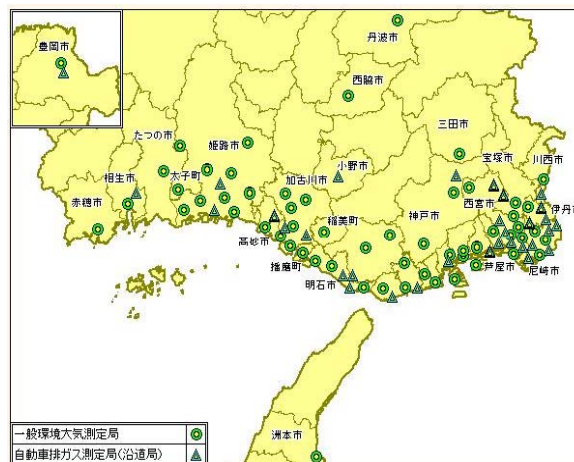 豊岡市
丹波市
西脇市
三田市
宝塚市
川西市
たつの市
姫路市
相生市
太子町
加古川市
小野市
赤穂市
稲美町
神戸市
西宮市
伊丹市
高砂市
播磨町
明石市
芦屋市
尼崎市
洲本市
一般環境大気測定局
自動車排ガス測定局(沿道局)